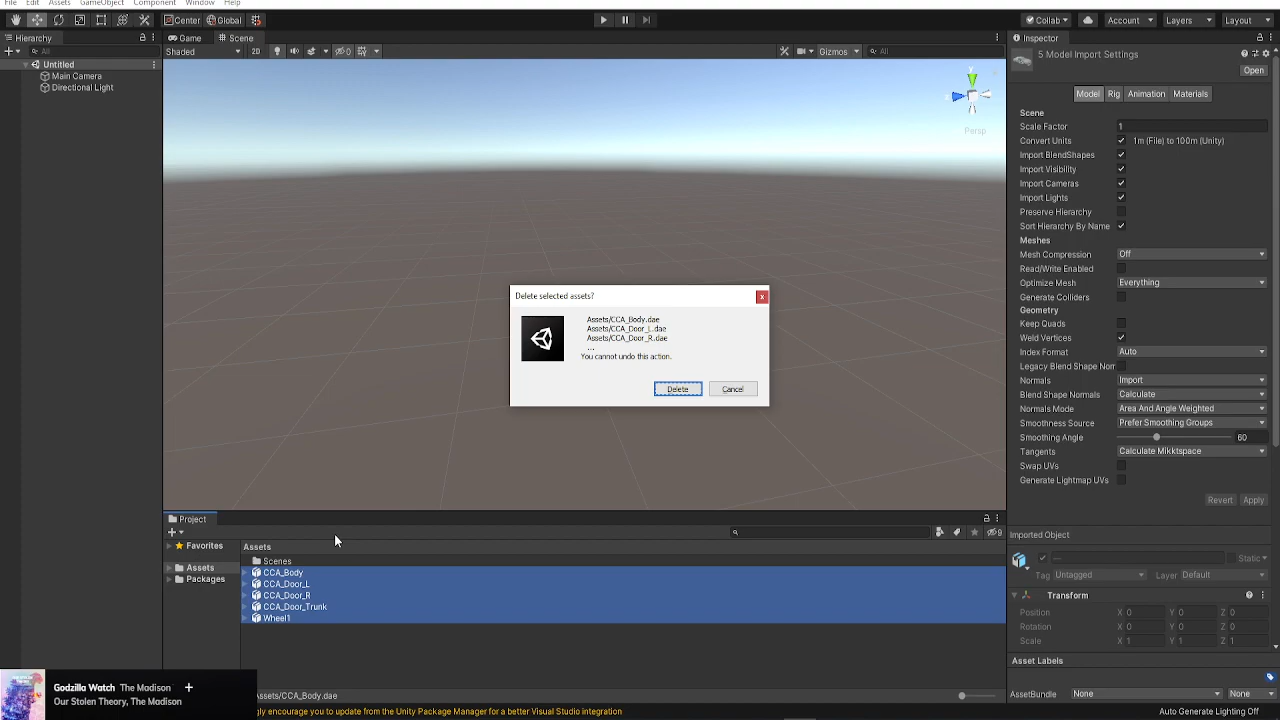 File Edit Assets GameObject Component Window Help
Center Global Collab Account Layers Layout
Hierarchy Game Scene Inspector
All Shaded 2D 0 Gizmos All 5 Model Import Settings
Untitled Open
Main Camera
Directional Light
y
x
Persp
Model Rig Animation Materials
Scene
Scale Factor 1
Convert Units 1m (File) to 100m (Unity)
Import BlendShapes
Import Visibility
Import Cameras
Import Lights
Preserve Hierarchy
Sort Hierarchy By Name
Meshes
Mesh Compression Off
Read/Write Enabled
Optimize Mesh Everything
Generate Colliders
Geometry
Keep Quads
Weld Vertices
Index Format Auto
Legacy Blend Shape Norr
Normals Import
Blend Shape Normals Calculate
Normals Mode Area And Angle Weighted
Smoothness Source Prefer Smoothing Groups
Smoothing Angle 60
Tangents Calculate Mikktspace
Swap UVs
Generate Lightmap UVs
Revert Apply
Delete selected assets? x
Assets/CCA_Body.dae
Assets/CCA_Door_L.dae
Assets/CCA_Door_R.dae
...
You cannot undo this action.
Delete Cancel
Project
9
Favorites
Assets
Packages
Assets
Scenes
CCA_Body
CCA_Door_L
CCA_Door_R
CCA_Door_Trunk
Wheel1
Imported Object
— Static
Tag Untagged Layer Default
Transform
Position X 0 Y 0 Z 0
Rotation X 0 Y 0 Z 0
Scale X 1 Y 1 Z 1
Asset Labels
AssetBundle None None
Godzilla Watch The Madison +
Our Stolen Theory, The Madison
Assets/CCA_Body.dae
gly encourage you to update from the Unity Package Manager for a better Visual Studio integration
Auto Generate Lighting Off